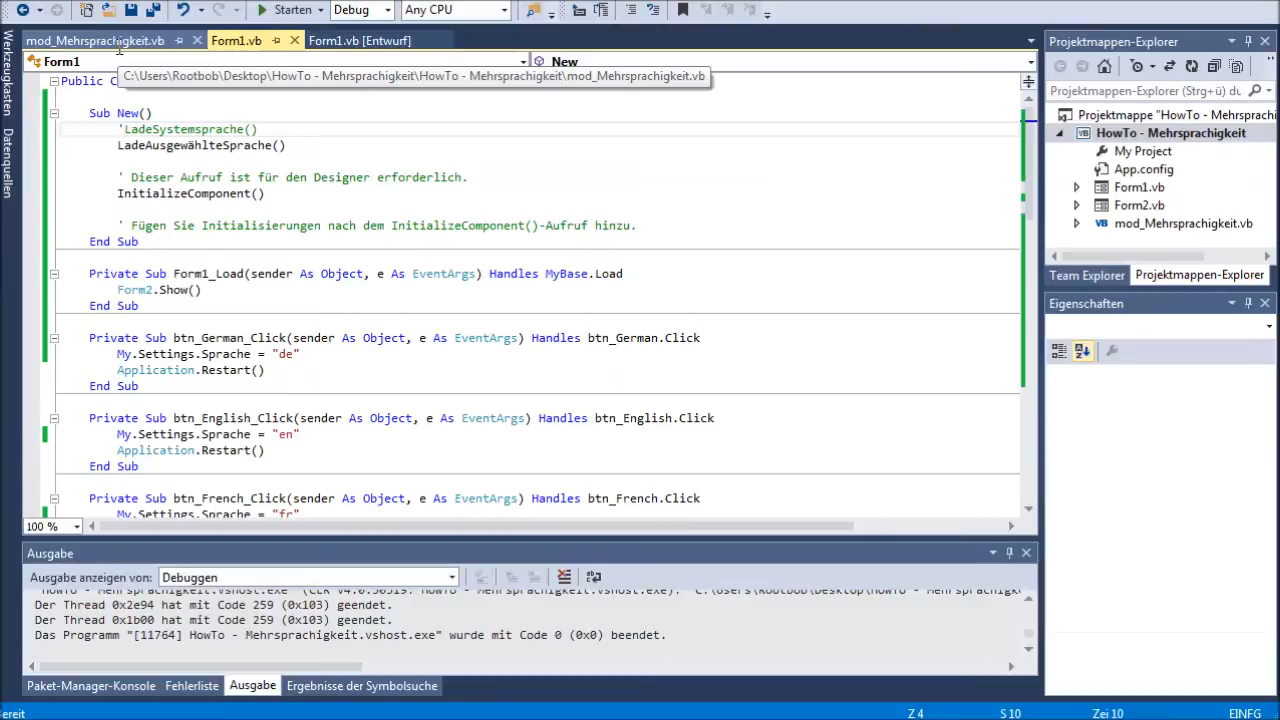 Starten
Debug
Any CPU
mod_Mehrsprachigkeit.vb
Form1.vb
Form1.vb [Entwurf]
Form1
New
C:\Users\Rootbob\Desktop\HowTo - Mehrsprachigkeit\HowTo - Mehrsprachigkeit\mod_Mehrsprachigkeit.vb
Public C
Sub New()
'LadeSystemsprache()
LadeAusgewählteSprache()
' Dieser Aufruf ist für den Designer erforderlich.
InitializeComponent()
' Fügen Sie Initialisierungen nach dem InitializeComponent()-Aufruf hinzu.
End Sub
Private Sub Form1_Load(sender As Object, e As EventArgs) Handles MyBase.Load
Form2.Show()
End Sub
Private Sub btn_German_Click(sender As Object, e As EventArgs) Handles btn_German.Click
My.Settings.Sprache = "de"
Application.Restart()
End Sub
Private Sub btn_English_Click(sender As Object, e As EventArgs) Handles btn_English.Click
My.Settings.Sprache = "en"
Application.Restart()
End Sub
Private Sub btn_French_Click(sender As Object, e As EventArgs) Handles btn_French.Click
My.Settings.Sprache = "fr"
100 %
Werkzeugkasten
Datenquellen
Projektmappen-Explorer
Projektmappen-Explorer (Strg+ü) du
Projektmappe "HowTo - Mehrsprachi
HowTo - Mehrsprachigkeit
My Project
App.config
Form1.vb
Form2.vb
VB mod_Mehrsprachigkeit.vb
Team Explorer
Projektmappen-Explorer
Eigenschaften
Ausgabe
Ausgabe anzeigen von: Debuggen
Der Thread 0x2e94 hat mit Code 259 (0x103) geendet.
Der Thread 0x1b00 hat mit Code 259 (0x103) geendet.
Das Programm "[11764] HowTo - Mehrsprachigkeit.vshost.exe" wurde mit Code 0 (0x0) beendet.
Paket-Manager-Konsole
Fehlerliste
Ausgabe
Ergebnisse der Symbolsuche
ereit
Z 4
S 10
Zei 10
EINFG